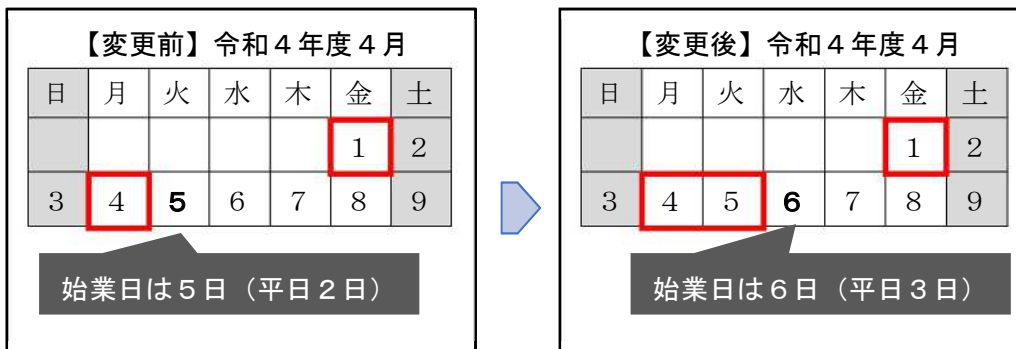 【変更前】令和４年度４月
日 月 火 水 木 金 土
1 2
3 4 5 6 7 8 9
始業日は５日（平日２日）
【変更後】令和４年度４月
日 月 火 水 木 金 土
1 2
3 4 5 6 7 8 9
始業日は６日（平日３日）